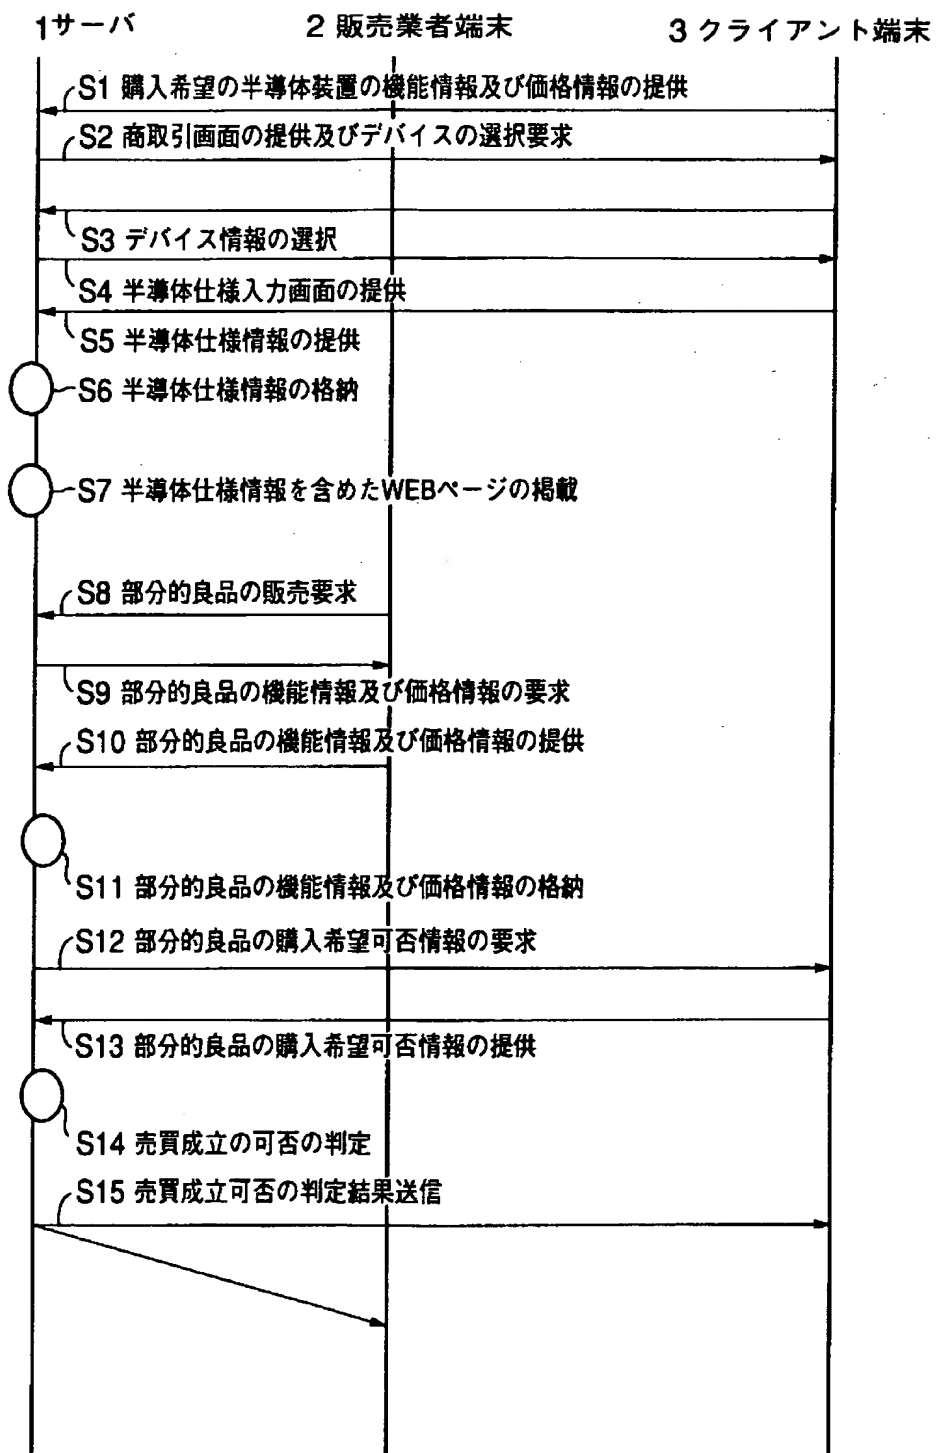 1サーバ 2 販売業者端末 3 クライアント端末
S1 購入希望の半導体装置の機能情報及び価格情報の提供
S2 商取引画面の提供及びデバイスの選択要求
S3 デバイス情報の選択
S4 半導体仕様入力画面の提供
S5 半導体仕様情報の提供
S6 半導体仕様情報の格納
S7 半導体仕様情報を含めたWEBページの掲載
S8 部分的良品の販売要求
S9 部分的良品の機能情報及び価格情報の要求
S10 部分的良品の機能情報及び価格情報の提供
S11 部分的良品の機能情報及び価格情報の格納
S12 部分的良品の購入希望可否情報の要求
S13 部分的良品の購入希望可否情報の提供
S14 売買成立の可否の判定
S15 売買成立可否の判定結果送信